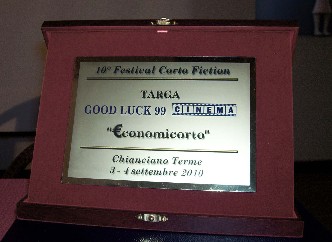 10° Festival Corto Fiction
TARGA
GOOD LUCK 99 CINEMA
"€conomicorto"
Chianciano Terme
3 - 4 settembre 2010